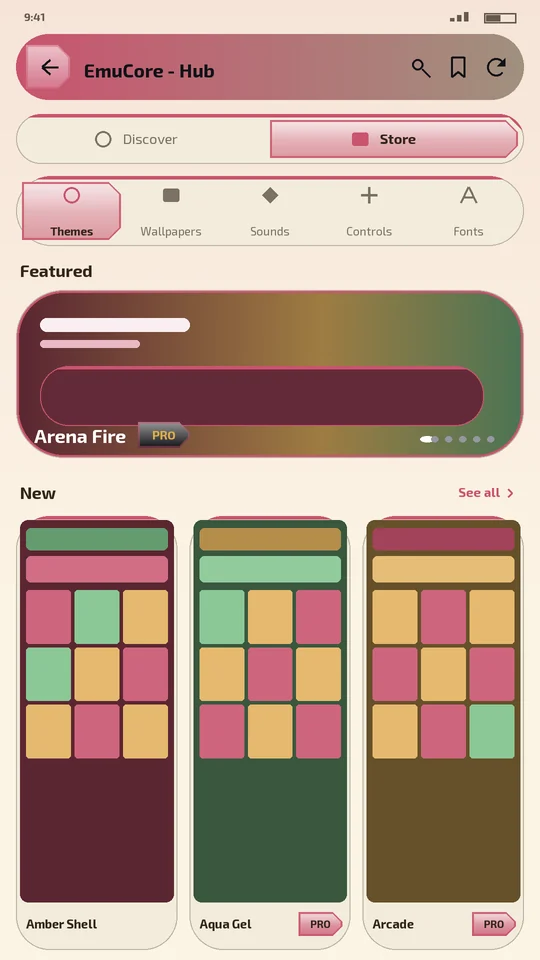 9:41
EmuCore - Hub
Discover
Store
Themes
Wallpapers
Sounds
Controls
Fonts
Featured
Arena Fire
PRO
New
See all
Amber Shell
Aqua Gel
PRO
Arcade
PRO